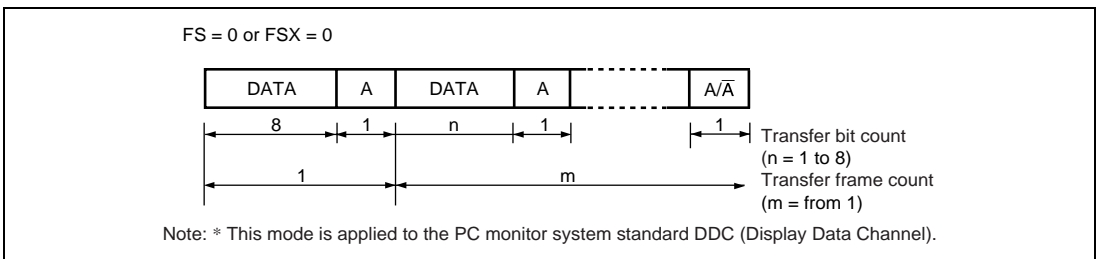 FS = 0 or FSX = 0
DATA A DATA A A/A̅
8 1 n 1 1 Transfer bit count
(n = 1 to 8)
1 m Transfer frame count
(m = from 1)
Note: * This mode is applied to the PC monitor system standard DDC (Display Data Channel).